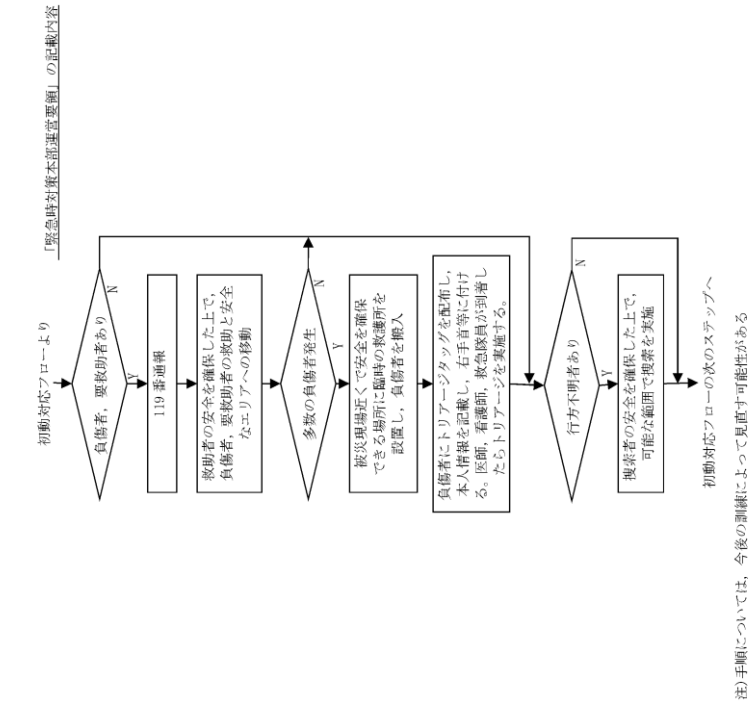 「緊急時対策本部運営要領」の記載内容
初動対応フローより
負傷者，要救助者あり
N
Y
119 番通報
救助者の安全を確保した上で，
負傷者，要救助者の救助と安全
なエリアへの移動
多数の負傷者発生
N
Y
被災現場近くで安全を確保
できる場所に臨時の救護所を
設置し，負傷者を搬入
負傷者にトリアージタッグを配布し，
本人情報を記載し，右手首等に付け
る。医師，看護師，救急隊員が到着し
たらトリアージを実施する。
行方不明者あり
N
Y
捜索者の安全を確保した上で，
可能な範囲で捜索を実施
初動対応フローの次のステップへ
注）手順については，今後の訓練によって見直す可能性がある